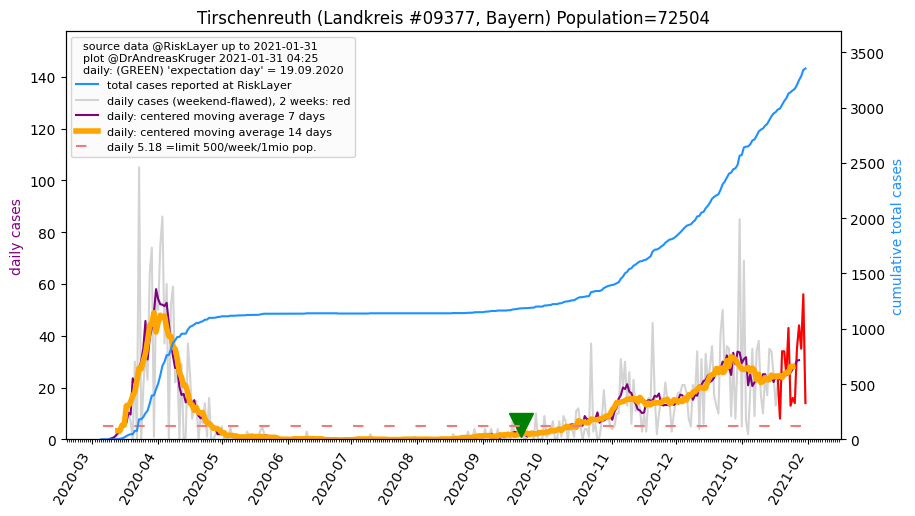 Tirschenreuth (Landkreis #09377, Bayern) Population=72504
source data @RiskLayer up to 2021-01-31
plot @DrAndreasKruger 2021-01-31 04:25
daily: (GREEN) 'expectation day' = 19.09.2020
total cases reported at RiskLayer
daily cases (weekend-flawed), 2 weeks: red
daily: centered moving average 7 days
daily: centered moving average 14 days
daily 5.18 =limit 500/week/1mio pop.
daily cases
140
120
100
80
60
40
20
0
cumulative total cases
3500
3000
2500
2000
1500
1000
500
0
2020-03
2020-04
2020-05
2020-06
2020-07
2020-08
2020-09
2020-10
2020-11
2020-12
2021-01
2021-02